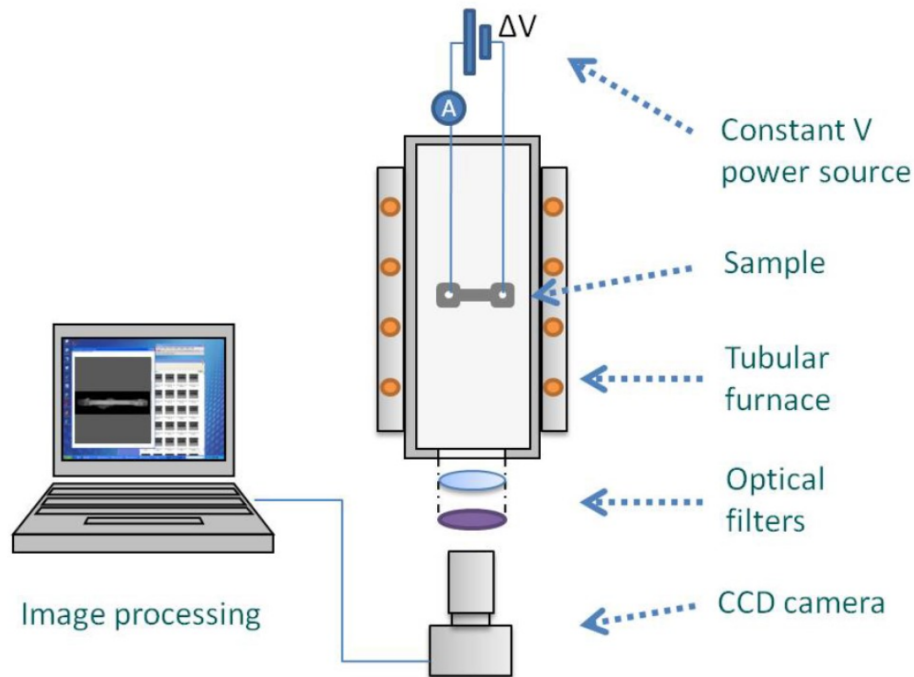 ΔV
A
Constant V
power source
Sample
Tubular
furnace
Optical
filters
CCD camera
Image processing